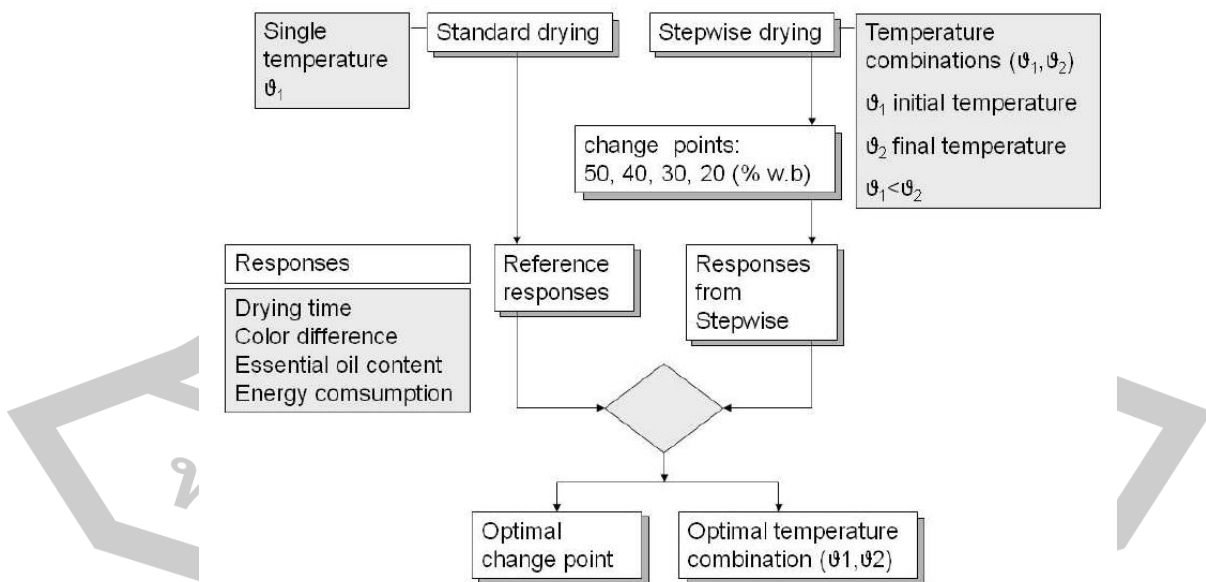 Single
temperature
ϑ₁
Standard drying
Stepwise drying
Temperature
combinations (ϑ₁,ϑ₂)
ϑ₁ initial temperature
ϑ₂ final temperature
ϑ₁<ϑ₂
change points:
50, 40, 30, 20 (% w.b)
Responses
Drying time
Color difference
Essential oil content
Energy comsumption
Reference
responses
Responses
from
Stepwise
Optimal
change point
Optimal temperature
combination (ϑ1,ϑ2)